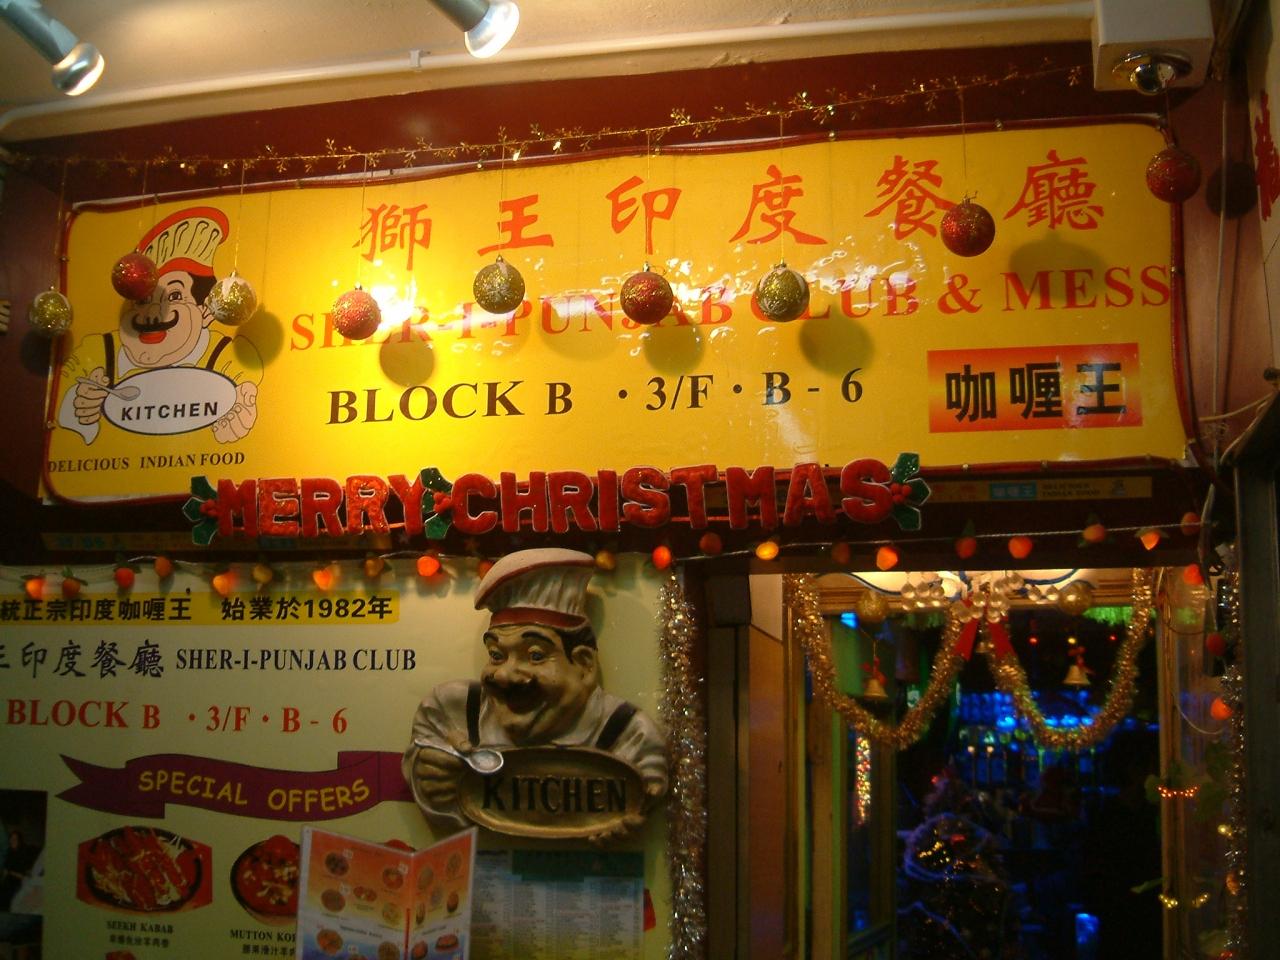 獅王印度餐廳
SHER-I-PUNJAB CLUB & MESS
BLOCK B · 3/F · B - 6
咖喱王
KITCHEN
DELICIOUS INDIAN FOOD
MERRY CHRISTMAS
統正宗印度咖喱王 始業於1982年
王印度餐廳 SHER-I-PUNJAB CLUB
BLOCK B · 3/F · B - 6
SPECIAL OFFERS
KITCHEN
SEEKH KABAB
MUTTON